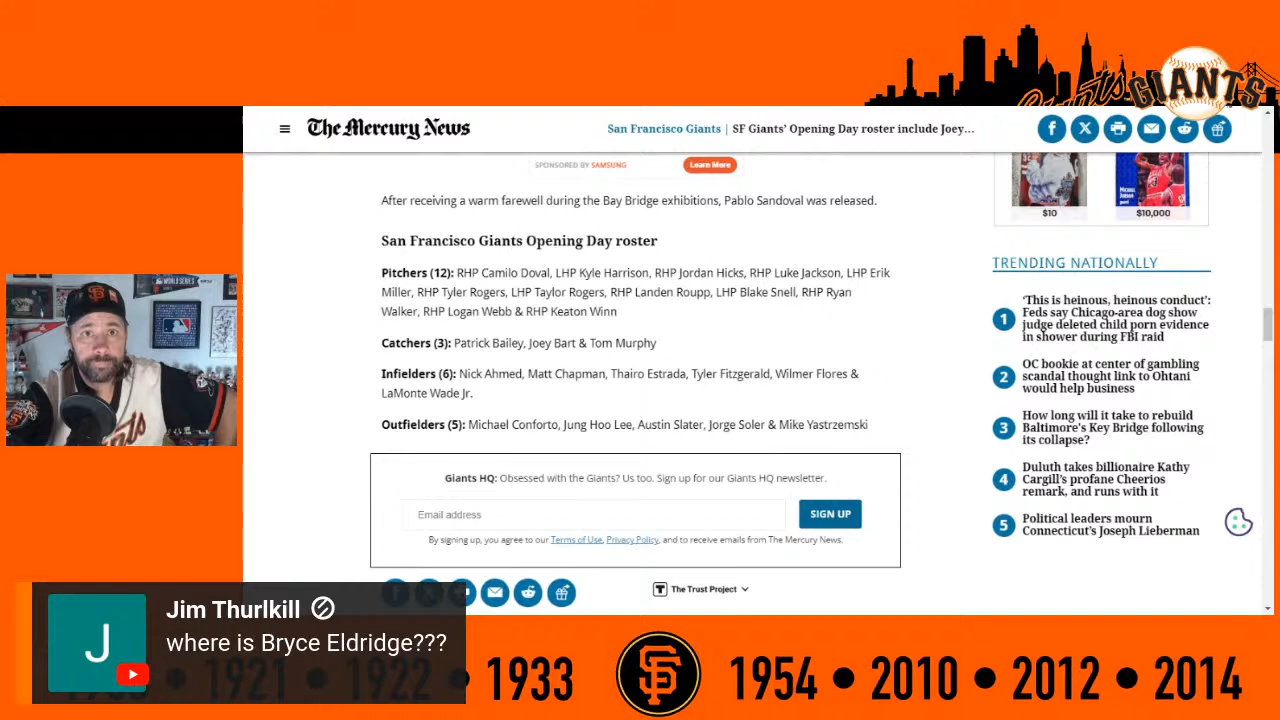 GIANTS
The Mercury News
San Francisco Giants | SF Giants' Opening Day roster include Joey...
SPONSORED BY SAMSUNG
Learn More
$10
$10,000
After receiving a warm farewell during the Bay Bridge exhibitions, Pablo Sandoval was released.
San Francisco Giants Opening Day roster
Pitchers (12): RHP Camilo Doval, LHP Kyle Harrison, RHP Jordan Hicks, RHP Luke Jackson, LHP Erik
Miller, RHP Tyler Rogers, LHP Taylor Rogers, RHP Landen Roupp, LHP Blake Snell, RHP Ryan
Walker, RHP Logan Webb & RHP Keaton Winn
Catchers (3): Patrick Bailey, Joey Bart & Tom Murphy
Infielders (6): Nick Ahmed, Matt Chapman, Thairo Estrada, Tyler Fitzgerald, Wilmer Flores &
LaMonte Wade Jr.
Outfielders (5): Michael Conforto, Jung Hoo Lee, Austin Slater, Jorge Soler & Mike Yastrzemski
Giants HQ: Obsessed with the Giants? Us too. Sign up for our Giants HQ newsletter.
Email address
SIGN UP
By signing up, you agree to our Terms of Use, Privacy Policy, and to receive emails from The Mercury News.
The Trust Project
TRENDING NATIONALLY
1 'This is heinous, heinous conduct':
Feds say Chicago-area dog show
judge deleted child porn evidence
in shower during FBI raid
2 OC bookie at center of gambling
scandal thought link to Ohtani
would help business
3 How long will it take to rebuild
Baltimore's Key Bridge following
its collapse?
4 Duluth takes billionaire Kathy
Cargill's profane Cheerios
remark, and runs with it
5 Political leaders mourn
Connecticut's Joseph Lieberman
J
Jim Thurlkill
where is Bryce Eldridge???
1921 • 1922 • 1933 SF 1954 • 2010 • 2012 • 2014